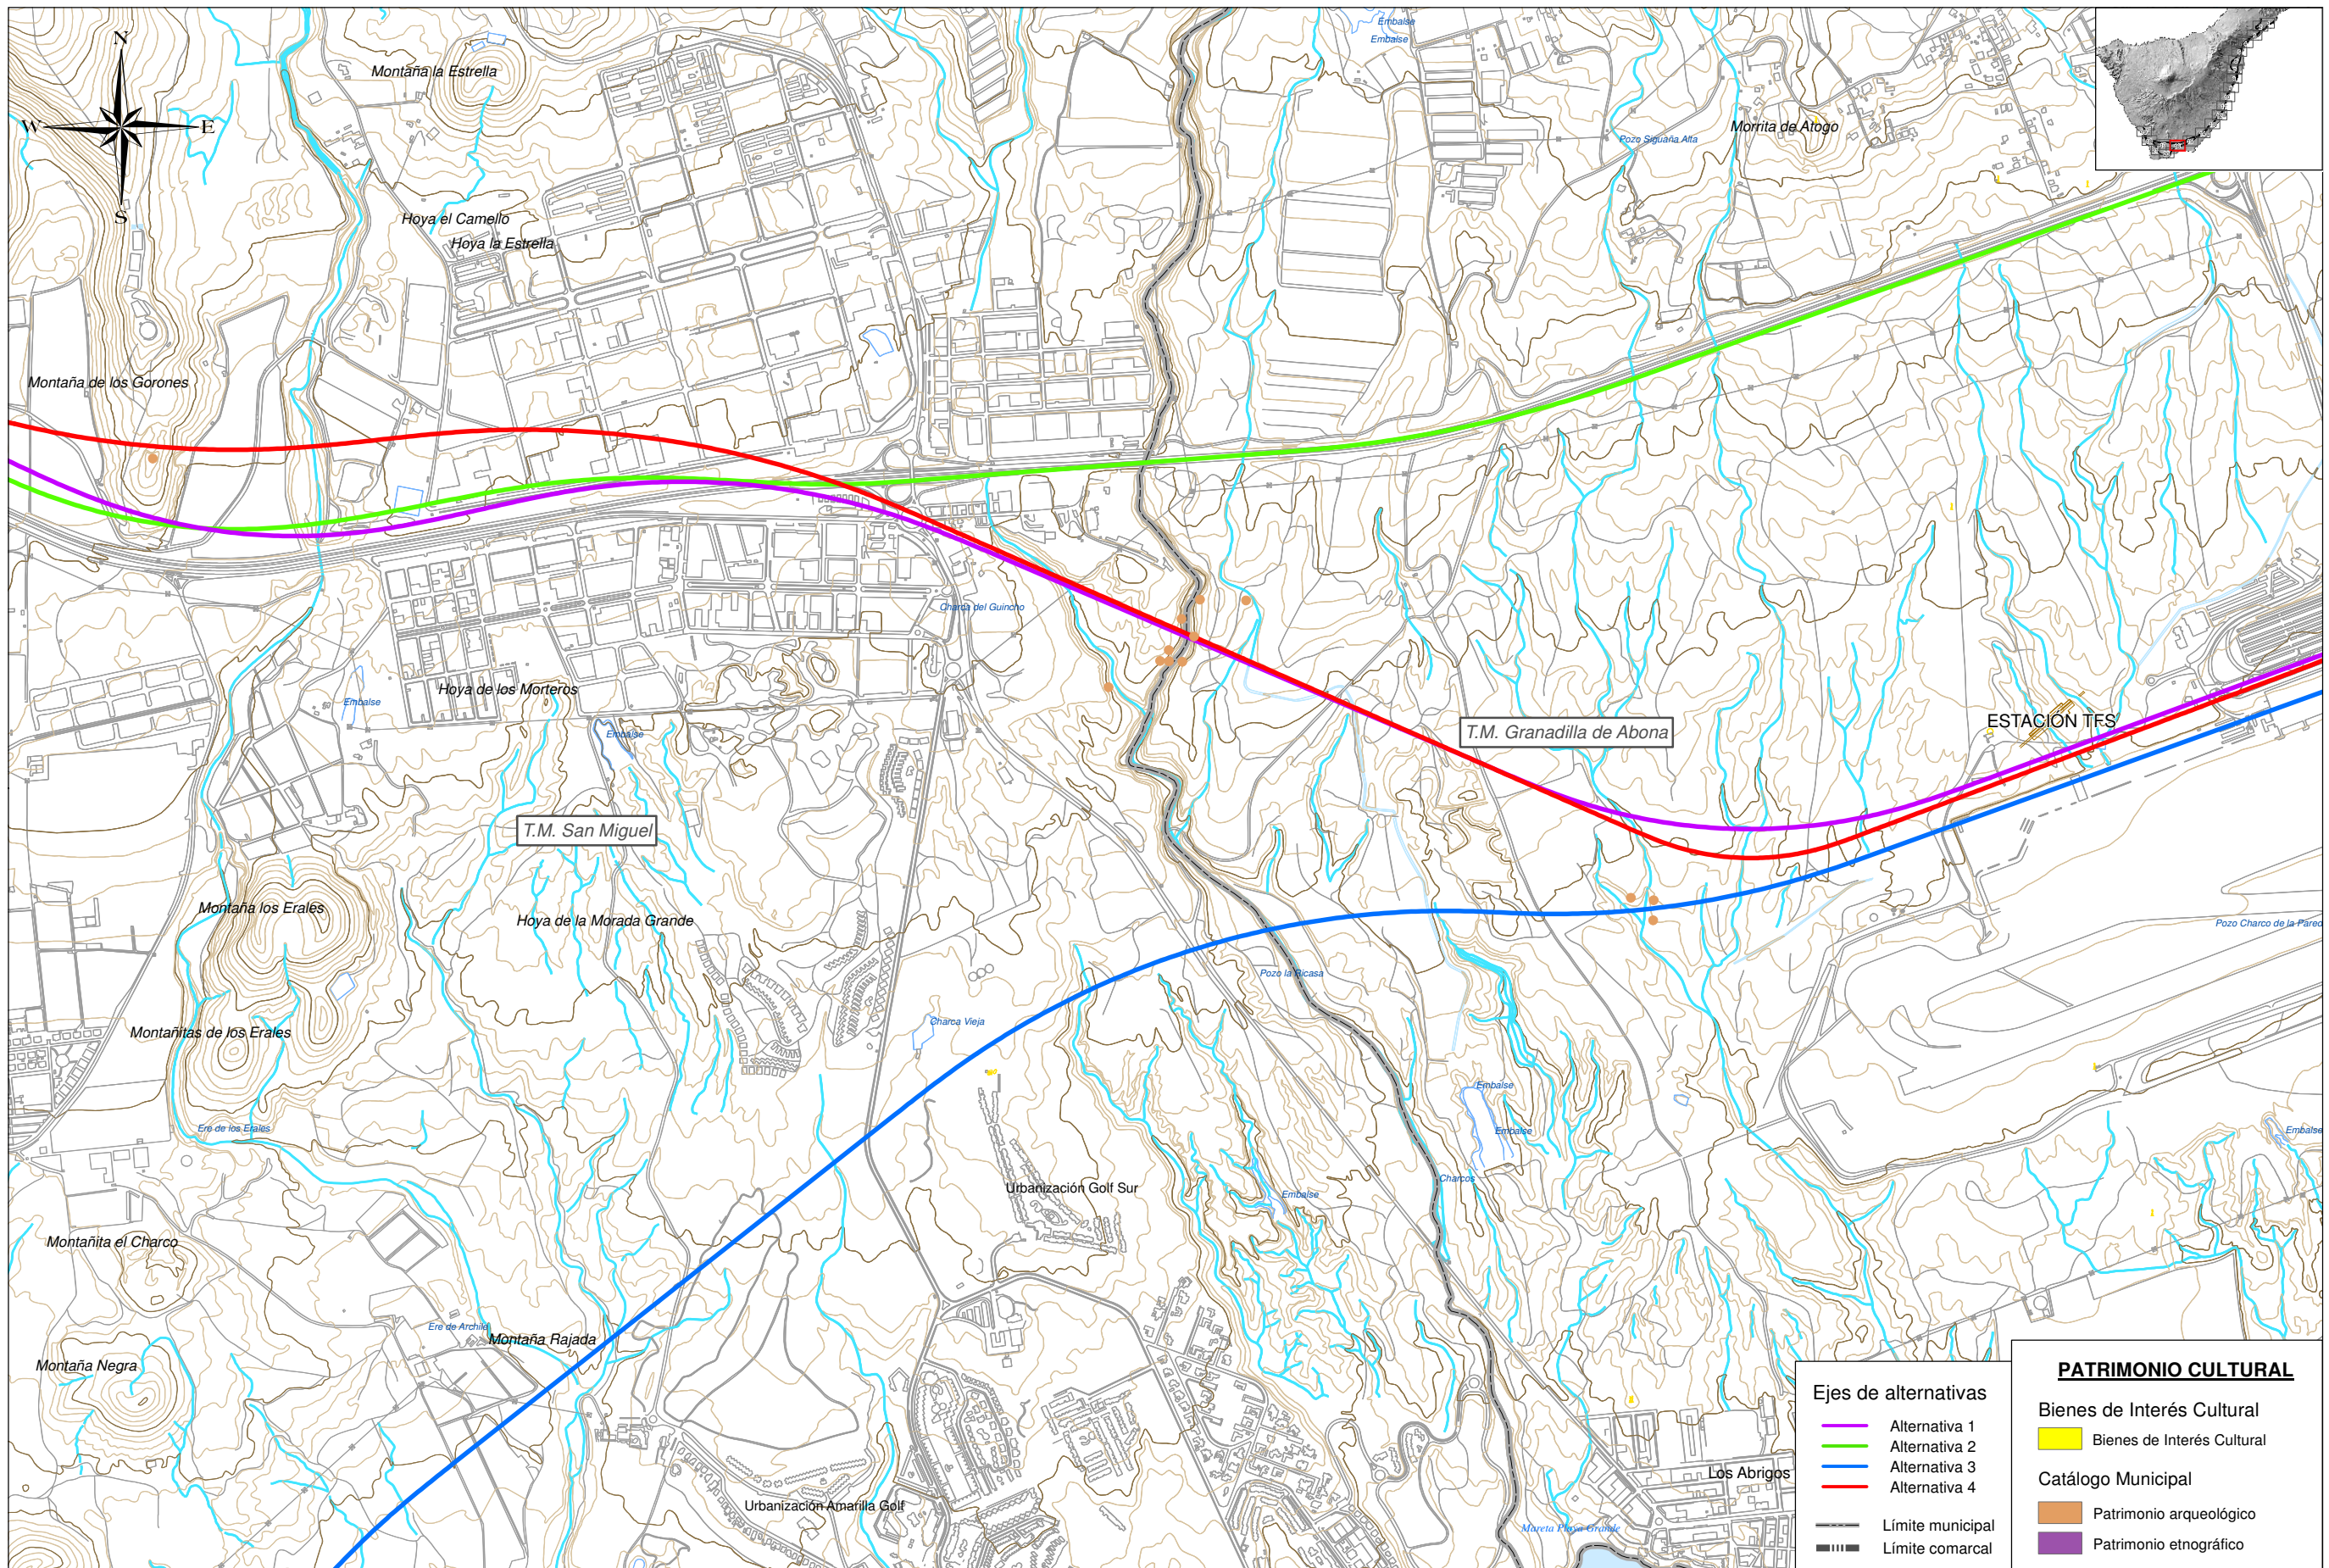 Embalse
Embalse
N
W
E
S
Montaña la Estrella
Morrita de Atogo
Pozo Siguaña Alta
Hoya el Camello
Hoya la Estrella
Montaña de los Gorones
Charca del Guincho
Hoya de los Morteros
Embalse
Embalse
ESTACIÓN TFS
T.M. Granadilla de Abona
T.M. San Miguel
Montaña los Erales
Hoya de la Morada Grande
Pozo Charco de la Pared
Pozo la Ricasa
Charca Vieja
Montañitas de los Erales
Embalse
Ere de los Erales
Embalse
Embalse
Charcos
Urbanización Golf Sur
Embalse
Montañita el Charco
Ere de Archile
Montaña Rajada
Montaña Negra
Los Abrigos
Urbanización Amarilla Golf
Mareta Playa Grande
Ejes de alternativas
Alternativa 1
Alternativa 2
Alternativa 3
Alternativa 4
Límite municipal
Límite comarcal
PATRIMONIO CULTURAL
Bienes de Interés Cultural
Bienes de Interés Cultural
Catálogo Municipal
Patrimonio arqueológico
Patrimonio etnográfico